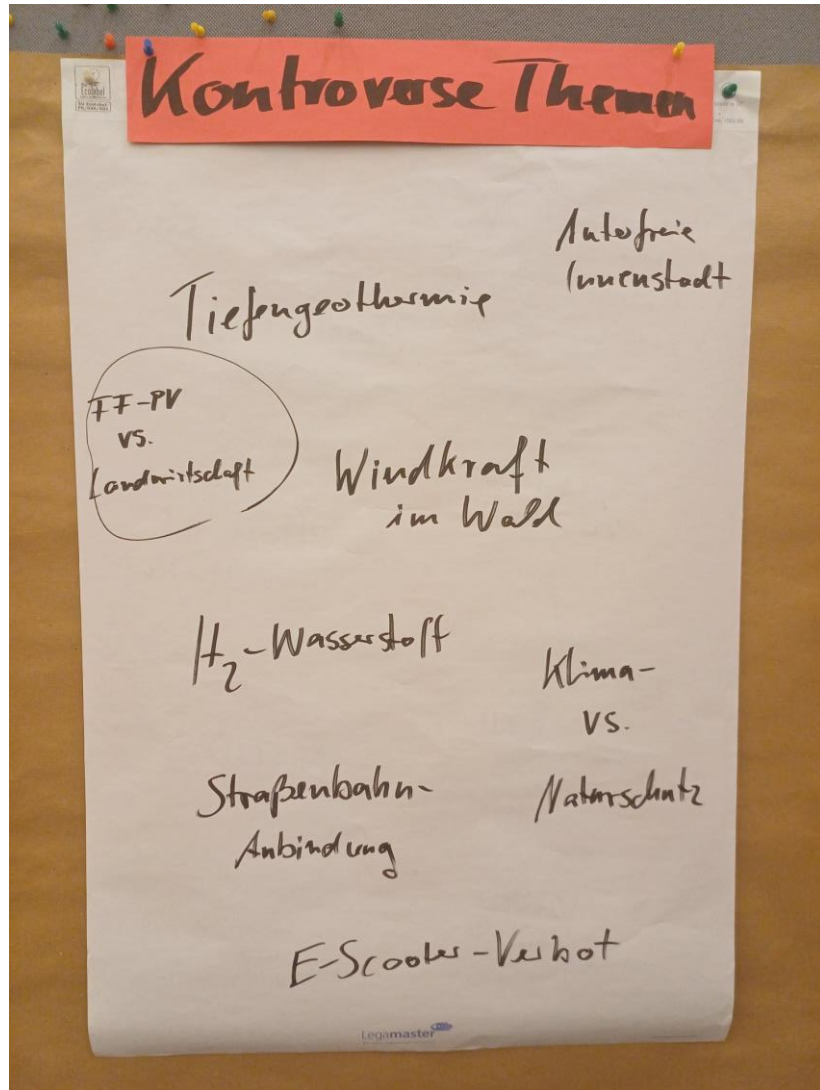 Kontroverse Themen
Autofreie
Innenstadt
Tiefengeothermie
FF-PV
vs.
Landwirtschaft
Windkraft
im Wald
H₂-Wasserstoff
Klima-
vs.
Naturschutz
Straßenbahn-
Anbindung
E-Scooter-Verbot
Legamaster